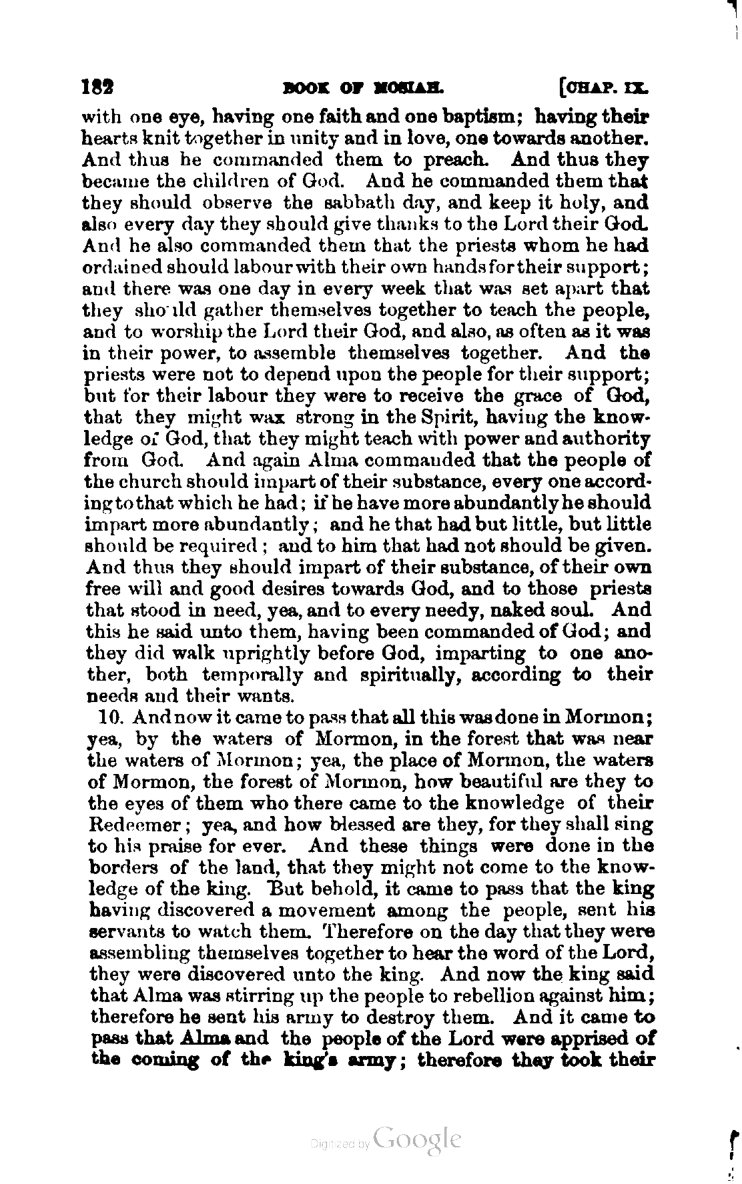 182 BOOK OF MOSIAH. [CHAP. IX.
with one eye, having one faith and one baptism; having their
hearts knit together in unity and in love, one towards another.
And thus he commanded them to preach. And thus they
became the children of God. And he commanded them that
they should observe the sabbath day, and keep it holy, and
also every day they should give thanks to the Lord their God.
And he also commanded them that the priests whom he had
ordained should labour with their own hands for their support;
and there was one day in every week that was set apart that
they should gather themselves together to teach the people,
and to worship the Lord their God, and also, as often as it was
in their power, to assemble themselves together. And the
priests were not to depend upon the people for their support;
but for their labour they were to receive the grace of God,
that they might wax strong in the Spirit, having the know-
ledge of God, that they might teach with power and authority
from God. And again Alma commanded that the people of
the church should impart of their substance, every one accord-
ing to that which he had; if he have more abundantly he should
impart more abundantly; and he that had but little, but little
should be required; and to him that had not should be given.
And thus they should impart of their substance, of their own
free will and good desires towards God, and to those priests
that stood in need, yea, and to every needy, naked soul. And
this he said unto them, having been commanded of God; and
they did walk uprightly before God, imparting to one ano-
ther, both temporally and spiritually, according to their
needs and their wants.
10. And now it came to pass that all this was done in Mormon;
yea, by the waters of Mormon, in the forest that was near
the waters of Mormon; yea, the place of Mormon, the waters
of Mormon, the forest of Mormon, how beautiful are they to
the eyes of them who there came to the knowledge of their
Redeemer; yea, and how blessed are they, for they shall sing
to his praise for ever. And these things were done in the
borders of the land, that they might not come to the know-
ledge of the king. But behold, it came to pass that the king
having discovered a movement among the people, sent his
servants to watch them. Therefore on the day that they were
assembling themselves together to hear the word of the Lord,
they were discovered unto the king. And now the king said
that Alma was stirring up the people to rebellion against him;
therefore he sent his army to destroy them. And it came to
pass that Alma and the people of the Lord were apprised of
the coming of the king's army; therefore they took their
Digitized by Google